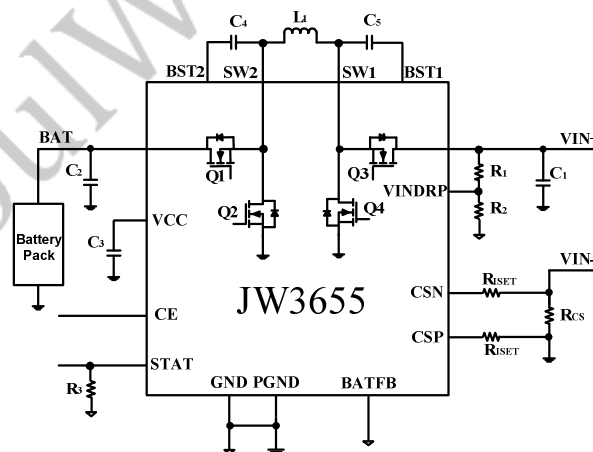 C4
L1
C5
BST2
SW2
SW1
BST1
BAT
VIN
Q1
Q3
C2
R1
C1
VINDRP
Q2
Q4
R2
VCC
Battery
Pack
C3
VIN-
CSN
RISET
JW3655
RCS
CE
CSP
RISET
STAT
R3
GND
PGND
BATFB